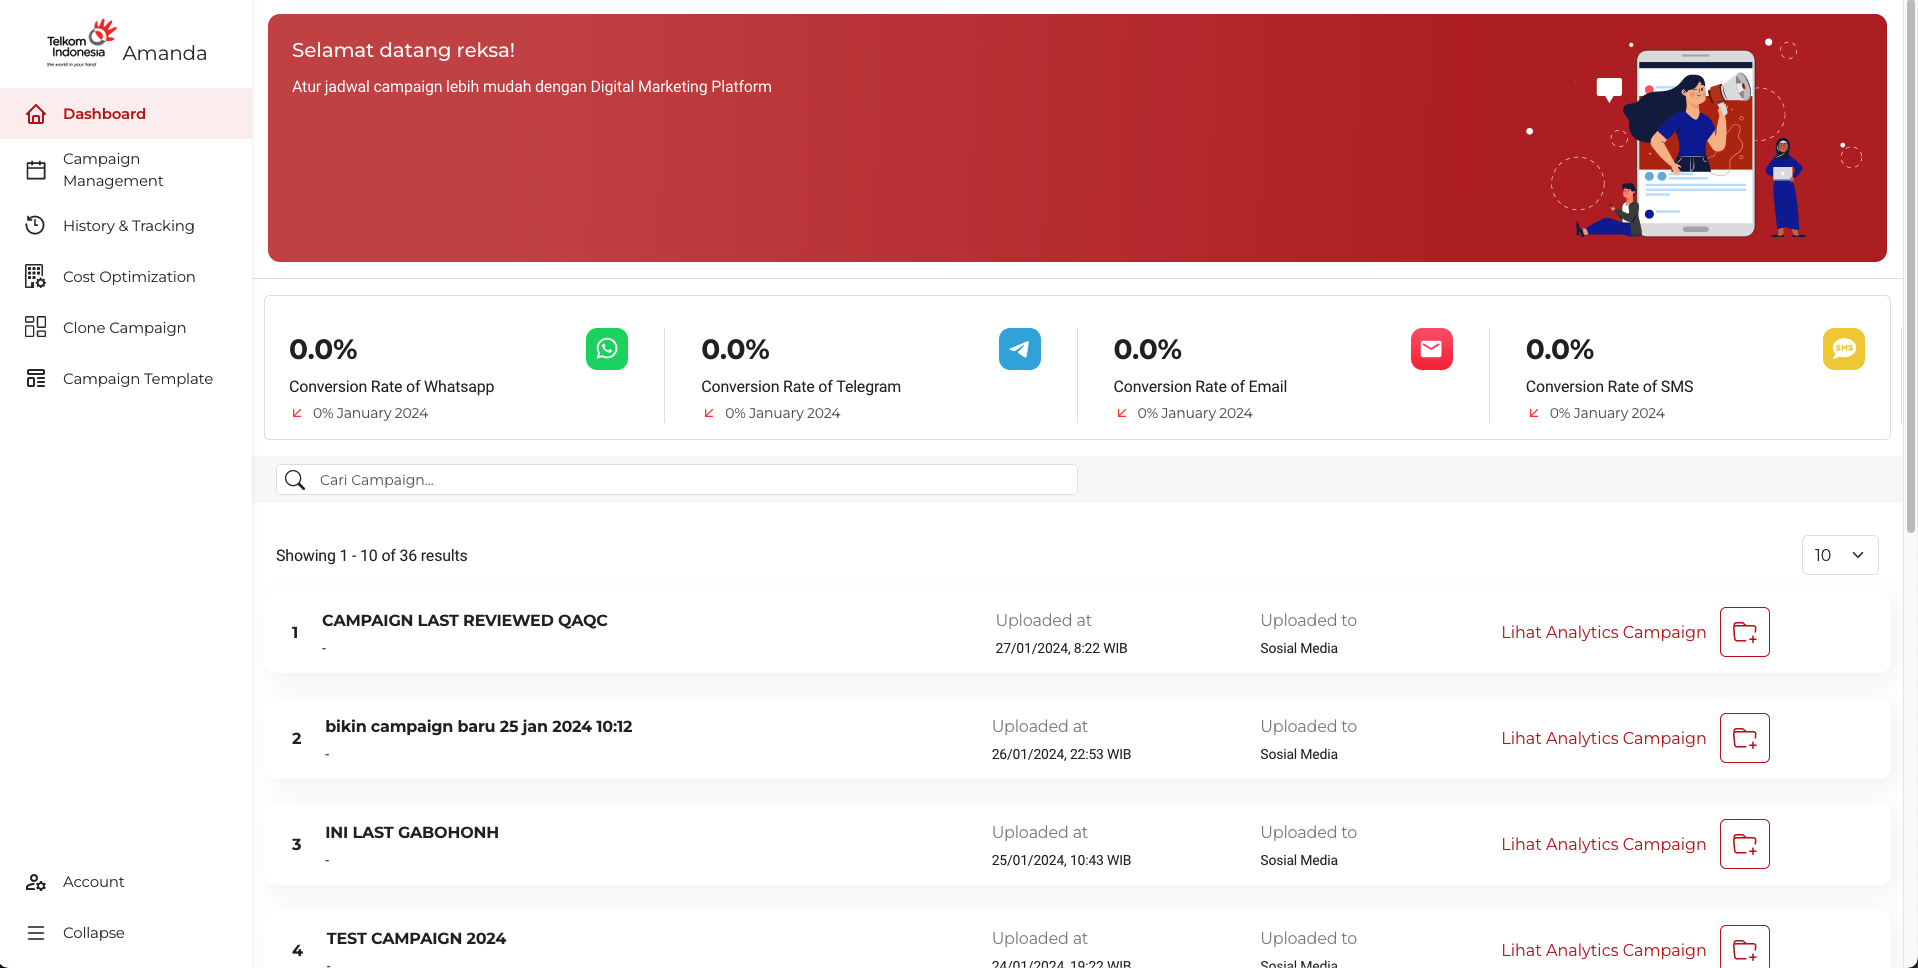 Telkom
Indonesia
the world in your hand
Amanda
Dashboard
Campaign
Management
History & Tracking
Cost Optimization
Clone Campaign
Campaign Template
Account
Collapse
Selamat datang reksa!
Atur jadwal campaign lebih mudah dengan Digital Marketing Platform
0.0%
Conversion Rate of Whatsapp
0% January 2024
0.0%
Conversion Rate of Telegram
0% January 2024
0.0%
Conversion Rate of Email
0% January 2024
0.0%
SMS
Conversion Rate of SMS
0% January 2024
Cari Campaign...
Showing 1 - 10 of 36 results
10
1
CAMPAIGN LAST REVIEWED QAQC
-
Uploaded at
27/01/2024, 8:22 WIB
Uploaded to
Sosial Media
Lihat Analytics Campaign
2
bikin campaign baru 25 jan 2024 10:12
-
Uploaded at
26/01/2024, 22:53 WIB
Uploaded to
Sosial Media
Lihat Analytics Campaign
3
INI LAST GABOHONH
-
Uploaded at
25/01/2024, 10:43 WIB
Uploaded to
Sosial Media
Lihat Analytics Campaign
4
TEST CAMPAIGN 2024
-
Uploaded at
24/01/2024, 19:22 WIB
Uploaded to
Sosial Media
Lihat Analytics Campaign